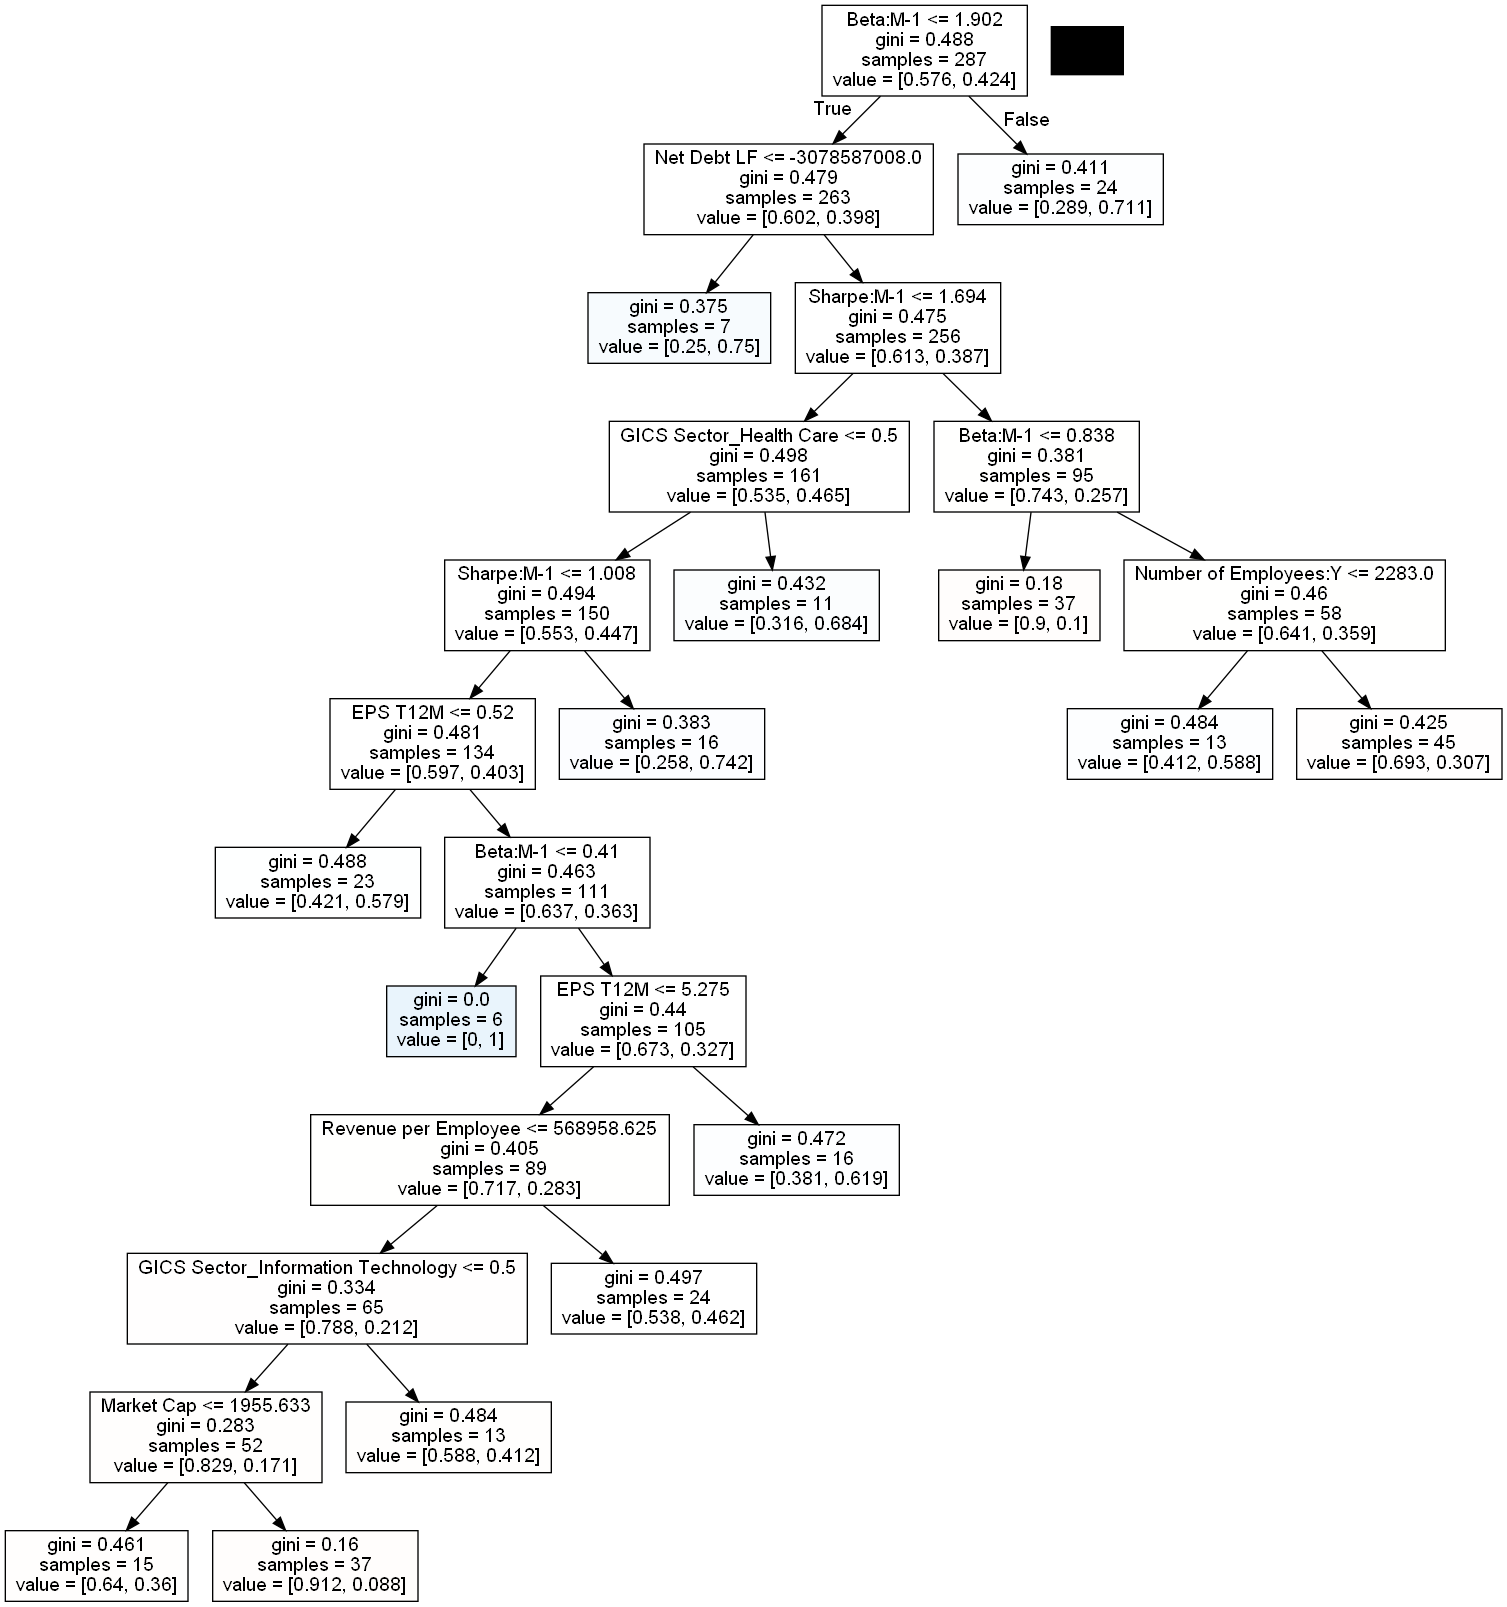 Beta:M-1 <= 1.902
gini = 0.488
samples = 287
value = [0.576, 0.424]
True
False
Net Debt LF <= -3078587008.0
gini = 0.479
samples = 263
value = [0.602, 0.398]
gini = 0.411
samples = 24
value = [0.289, 0.711]
gini = 0.375
samples = 7
value = [0.25, 0.75]
Sharpe:M-1 <= 1.694
gini = 0.475
samples = 256
value = [0.613, 0.387]
GICS Sector_Health Care <= 0.5
gini = 0.498
samples = 161
value = [0.535, 0.465]
Beta:M-1 <= 0.838
gini = 0.381
samples = 95
value = [0.743, 0.257]
Sharpe:M-1 <= 1.008
gini = 0.494
samples = 150
value = [0.553, 0.447]
gini = 0.432
samples = 11
value = [0.316, 0.684]
gini = 0.18
samples = 37
value = [0.9, 0.1]
Number of Employees:Y <= 2283.0
gini = 0.46
samples = 58
value = [0.641, 0.359]
EPS T12M <= 0.52
gini = 0.481
samples = 134
value = [0.597, 0.403]
gini = 0.383
samples = 16
value = [0.258, 0.742]
gini = 0.484
samples = 13
value = [0.412, 0.588]
gini = 0.425
samples = 45
value = [0.693, 0.307]
gini = 0.488
samples = 23
value = [0.421, 0.579]
Beta:M-1 <= 0.41
gini = 0.463
samples = 111
value = [0.637, 0.363]
gini = 0.0
samples = 6
value = [0, 1]
EPS T12M <= 5.275
gini = 0.44
samples = 105
value = [0.673, 0.327]
Revenue per Employee <= 568958.625
gini = 0.405
samples = 89
value = [0.717, 0.283]
gini = 0.472
samples = 16
value = [0.381, 0.619]
GICS Sector_Information Technology <= 0.5
gini = 0.334
samples = 65
value = [0.788, 0.212]
gini = 0.497
samples = 24
value = [0.538, 0.462]
Market Cap <= 1955.633
gini = 0.283
samples = 52
value = [0.829, 0.171]
gini = 0.484
samples = 13
value = [0.588, 0.412]
gini = 0.461
samples = 15
value = [0.64, 0.36]
gini = 0.16
samples = 37
value = [0.912, 0.088]